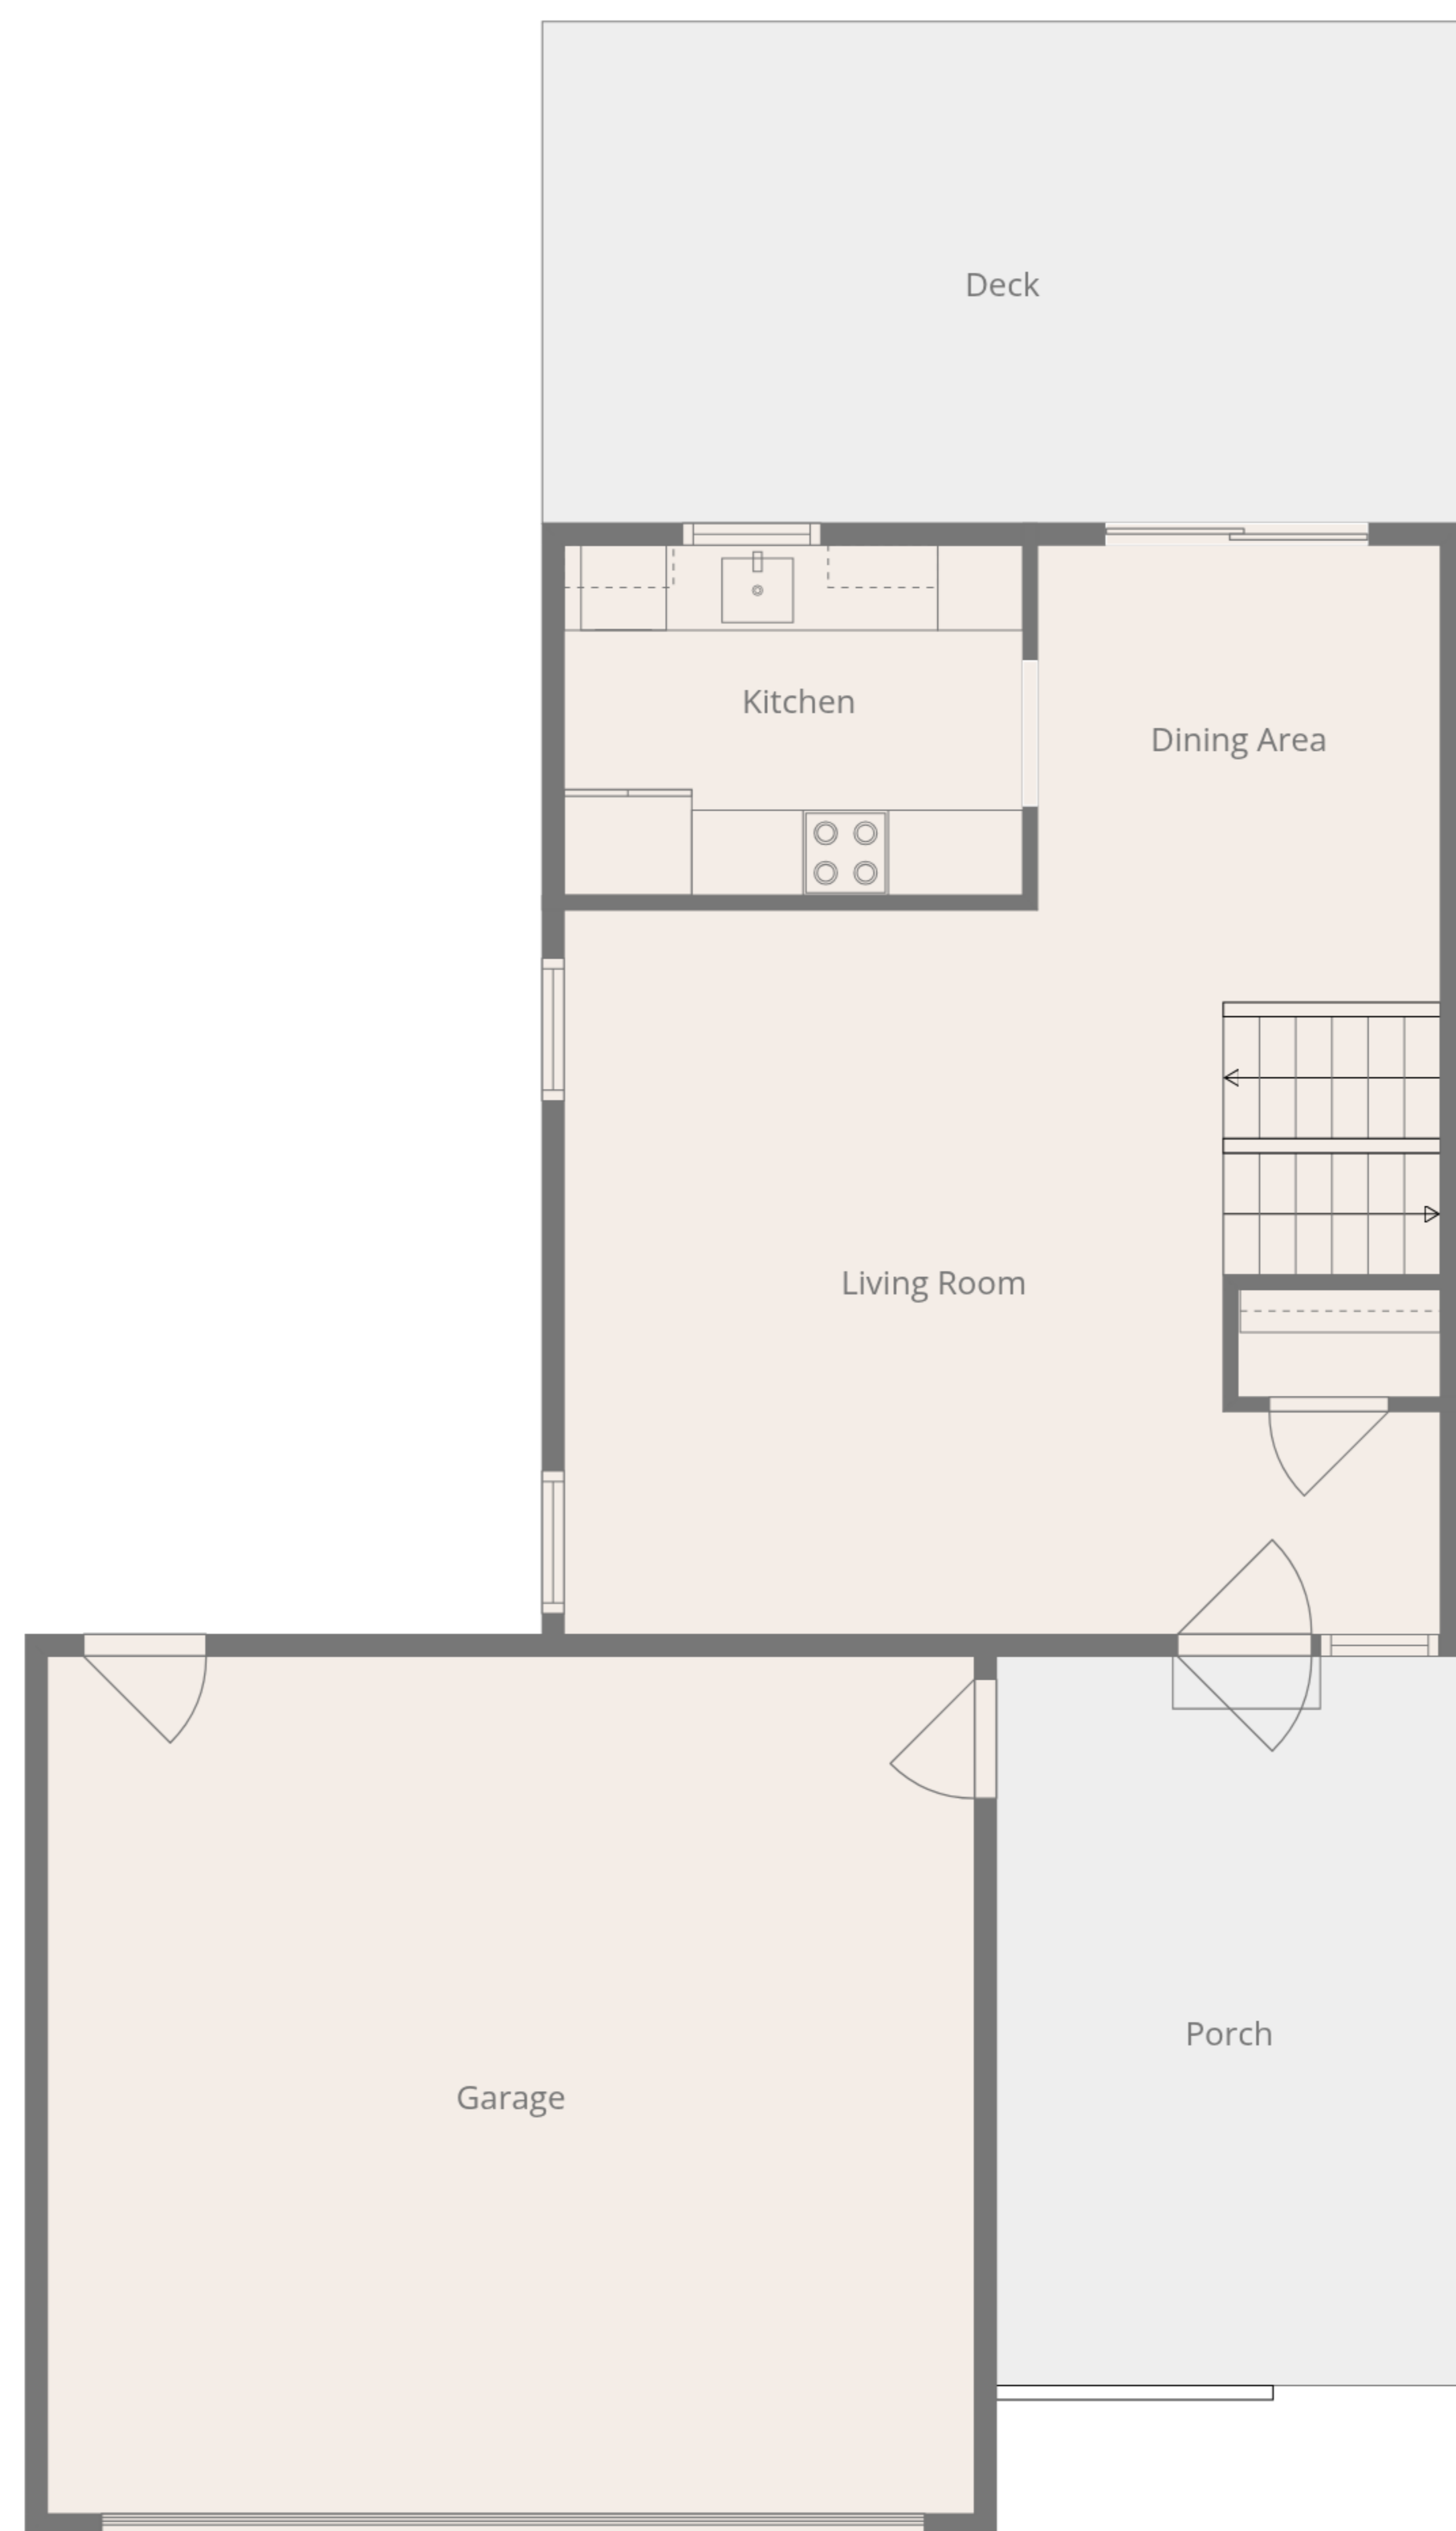 Deck
Kitchen
Dining Area
Living Room
Porch
Garage